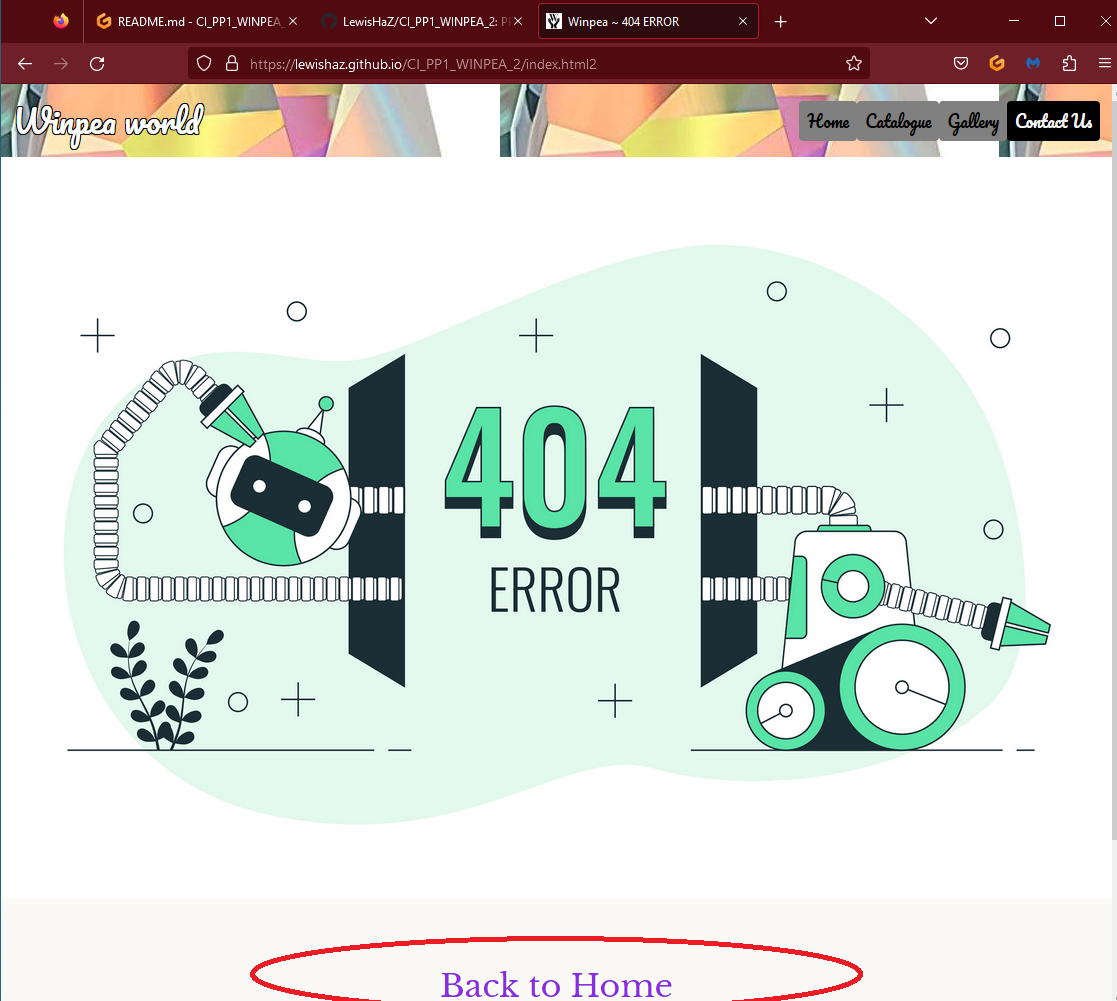 README.md - CI_PP1_WINPEA_
LewisHaZ/CI_PP1_WINPEA_2:
Winpea ~ 404 ERROR
https://lewishaz.github.io/CI_PP1_WINPEA_2/index.html2
Winpea world
Home
Catalogue
Gallery
Contact Us
404
ERROR
Back to Home